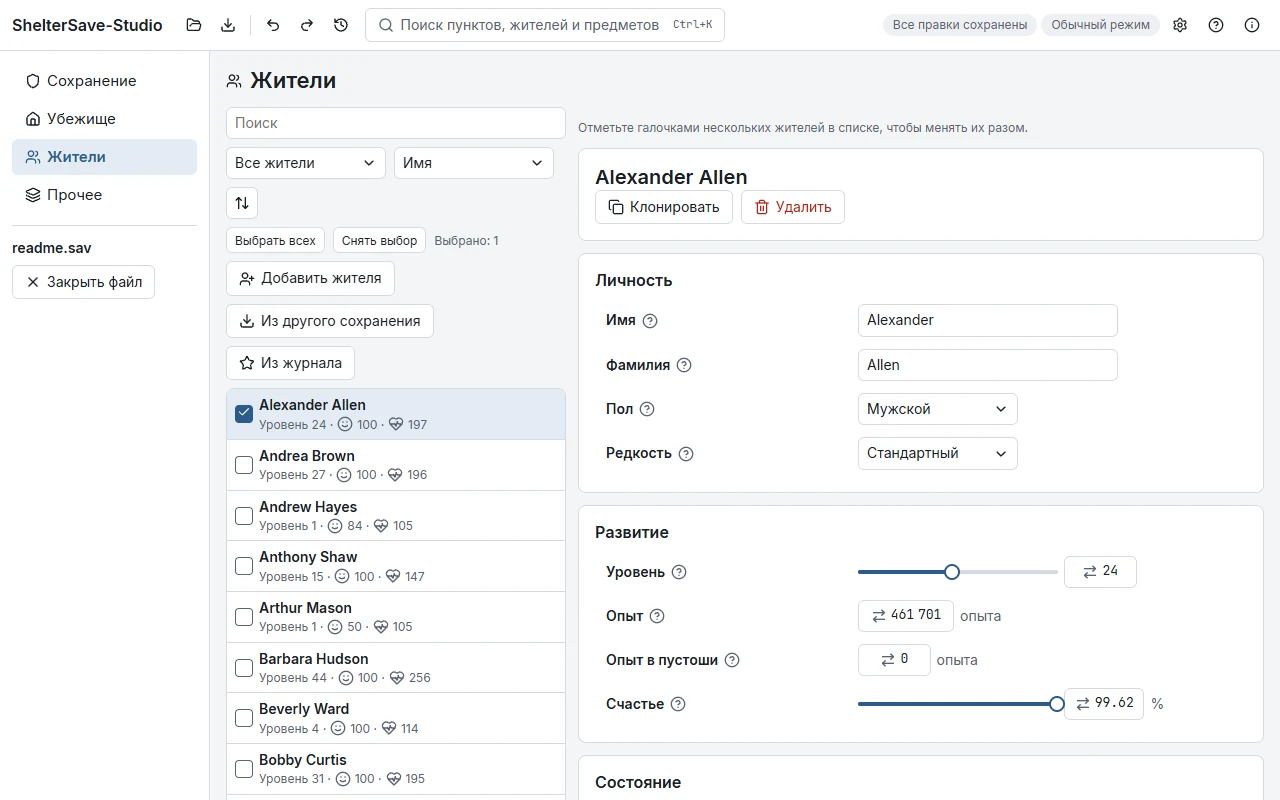 ShelterSave-Studio
Поиск пунктов, жителей и предметов Ctrl+K
Все правки сохранены
Обычный режим
Сохранение
Убежище
Жители
Прочее
readme.sav
Закрыть файл
Жители
Поиск
Все жители
Имя
Выбрать всех
Снять выбор
Выбрано: 1
Добавить жителя
Из другого сохранения
Из журнала
Alexander Allen
Уровень 24 · 100 · 197
Andrea Brown
Уровень 27 · 100 · 196
Andrew Hayes
Уровень 1 · 84 · 105
Anthony Shaw
Уровень 15 · 100 · 147
Arthur Mason
Уровень 1 · 50 · 105
Barbara Hudson
Уровень 44 · 100 · 256
Beverly Ward
Уровень 4 · 100 · 114
Bobby Curtis
Уровень 31 · 100 · 195
Отметьте галочками нескольких жителей в списке, чтобы менять их разом.
Alexander Allen
Клонировать
Удалить
Личность
Имя
Alexander
Фамилия
Allen
Пол
Мужской
Редкость
Стандартный
Развитие
Уровень
24
Опыт
461 701 опыта
Опыт в пустоши
0 опыта
Счастье
99.62 %
Состояние